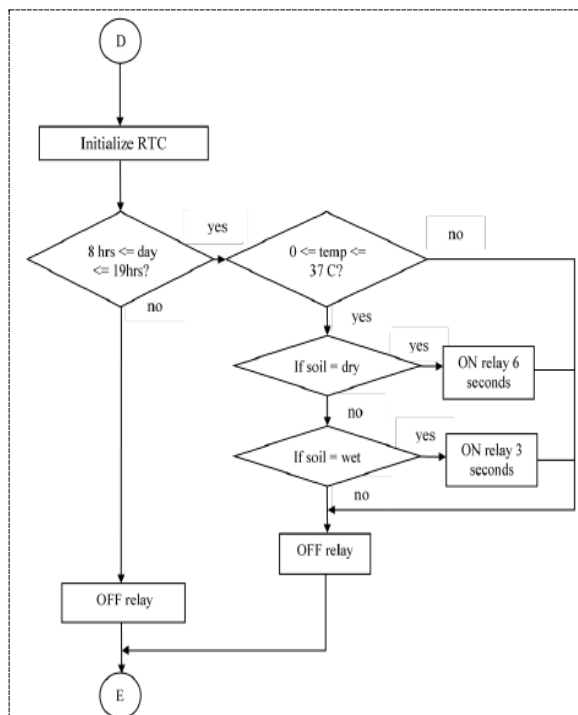 D
Initialize RTC
yes
8 hrs <= day
<= 19hrs?
no
0 <= temp <=
37 C?
no
yes
If soil = dry
yes
ON relay 6
seconds
no
If soil = wet
yes
ON relay 3
seconds
no
OFF relay
OFF relay
E